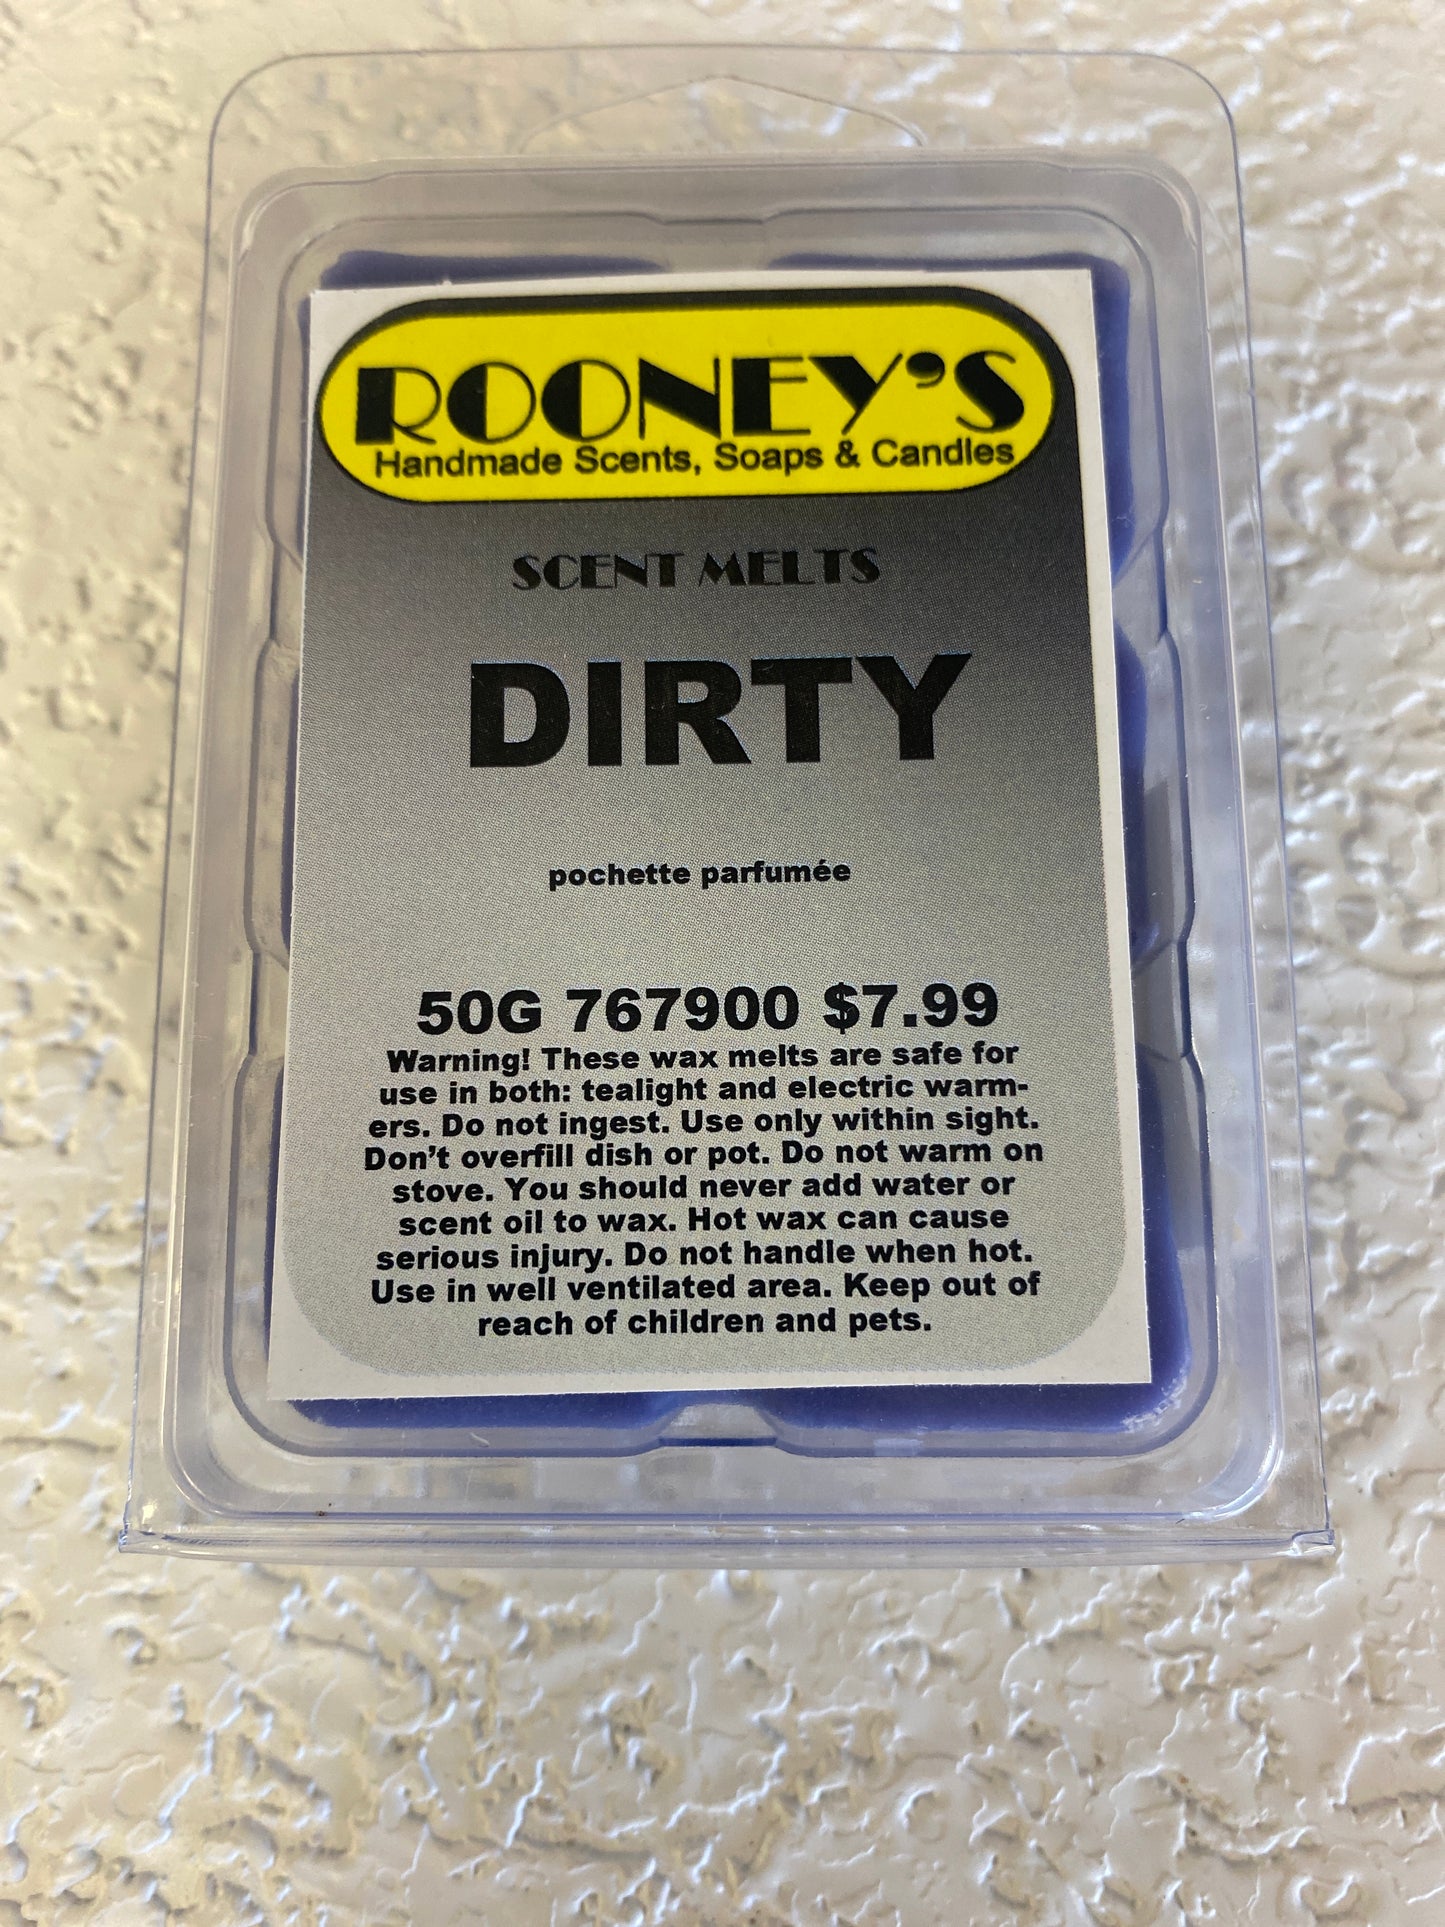 ROONEY'S
Handmade Scents, Soaps & Candles
SCENT MELTS
DIRTY
pochette parfumée
50G 767900 $7.99
Warning! These wax melts are safe for
use in both: tealight and electric warm-
ers. Do not ingest. Use only within sight.
Don't overfill dish or pot. Do not warm on
stove. You should never add water or
scent oil to wax. Hot wax can cause
serious injury. Do not handle when hot.
Use in well ventilated area. Keep out of
reach of children and pets.